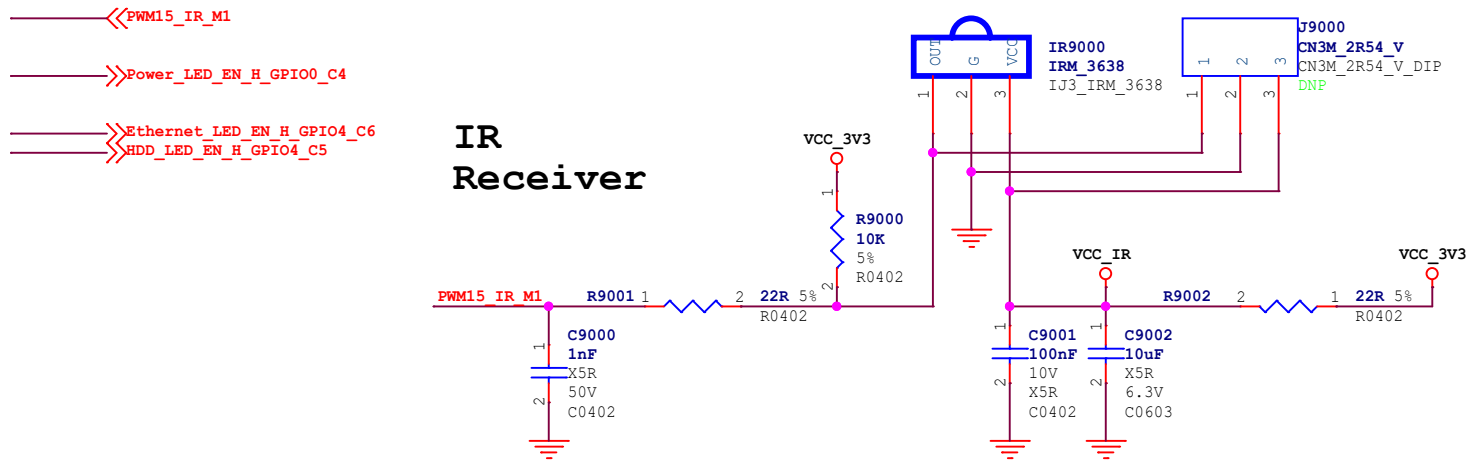 PWM15_IR_M1
Power_LED_EN_H_GPIO0_C4
Ethernet_LED_EN_H_GPIO4_C6
HDD_LED_EN_H_GPIO4_C5
IR
Receiver
OUT
G
VCC
1
2
3
IR9000
IRM_3638
IJ3_IRM_3638
1
2
3
1
2
3
J9000
CN3M_2R54_V
CN3M_2R54_V_DIP
DNP
VCC_3V3
1
R9000
10K
5%
R0402
2
PWM15_IR_M1
R9001 1
2 22R 5%
R0402
1
2
C9000
1nF
X5R
50V
C0402
VCC_IR
1
2
C9001
100nF
10V
X5R
C0402
1
2
C9002
10uF
X5R
6.3V
C0603
VCC_3V3
R9002 2
1 22R 5%
R0402